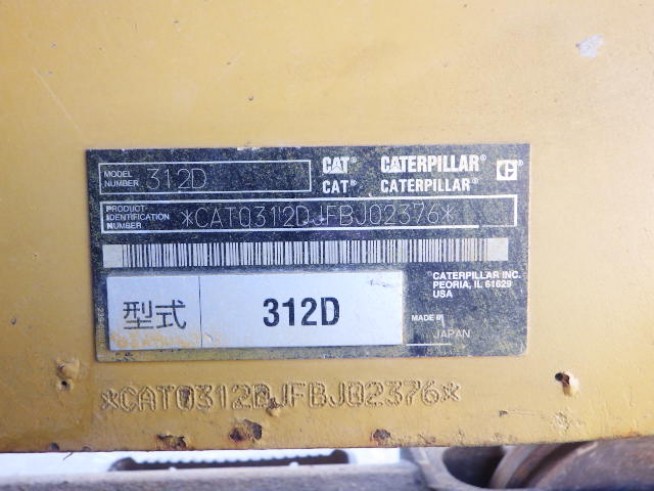 MODEL NUMBER 312D
CAT® CATERPILLAR®
CAT® CATERPILLAR®
PRODUCT IDENTIFICATION NUMBER *CAT0312DJFBJ02376*
型式 312D
©CATERPILLAR INC.
PEORIA, IL 61629
USA
MADE IN
JAPAN
*CAT0312DJFBJ02376*